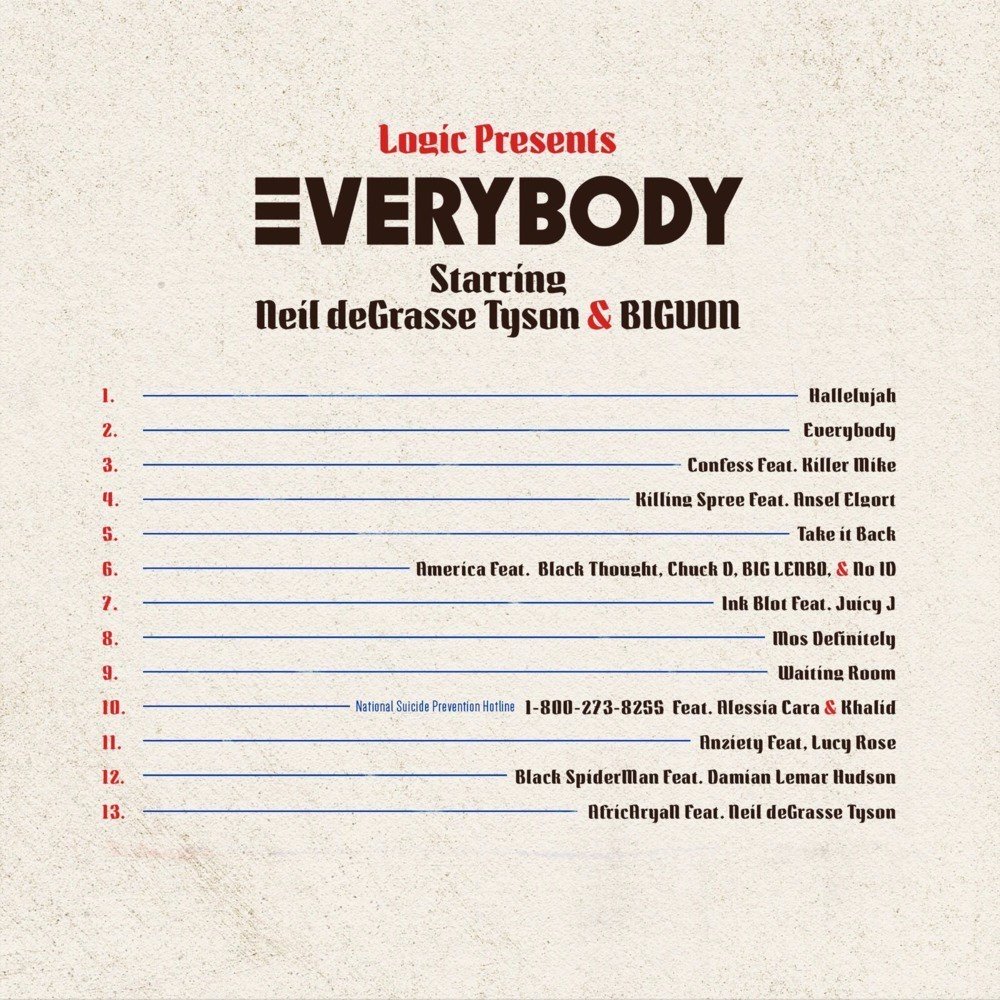 Logic Presents
EVERYBODY
Starring
Neil deGrasse Tyson & BIGVON
1. Hallelujah
2. Everybody
3. Confess Feat. Killer Mike
4. Killing Spree Feat. Ansel Elgort
5. Take it Back
6. America Feat. Black Thought, Chuck D, BIG LENBO, & No ID
7. Ink Blot Feat. Juicy J
8. Mos Definitely
9. Waiting Room
10. National Suicide Prevention Hotline 1-800-273-8255 Feat. Alessia Cara & Khalid
11. Anziety Feat, Lucy Rose
12. Black SpiderMan Feat. Damian Lemar Hudson
13. AfricAryaN Feat. Neil deGrasse Tyson